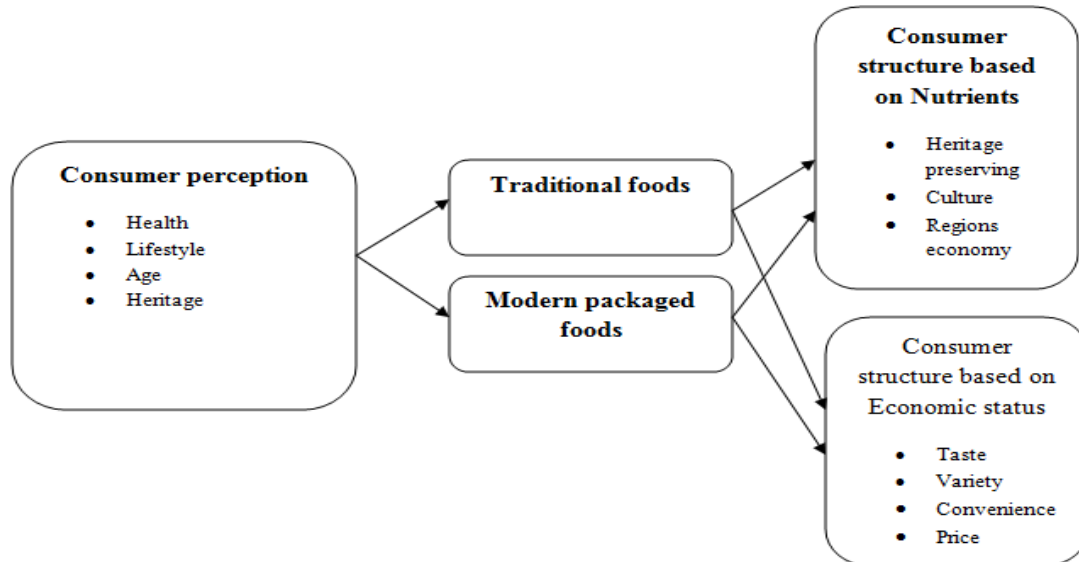 Consumer perception
• Health
• Lifestyle
• Age
• Heritage
Traditional foods
Modern packaged
foods
Consumer
structure based
on Nutrients
• Heritage
preserving
• Culture
• Regions
economy
Consumer
structure based on
Economic status
• Taste
• Variety
• Convenience
• Price